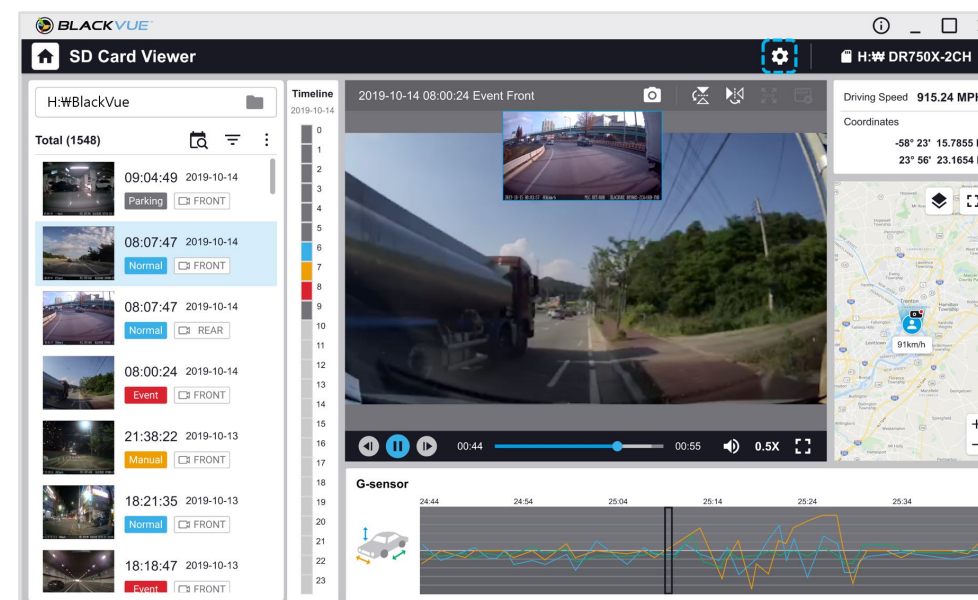 BLACKVUE
SD Card Viewer
H:₩ DR750X-2CH
H:₩BlackVue
Total (1548)
09:04:49 2019-10-14
Parking FRONT
08:07:47 2019-10-14
Normal FRONT
08:07:47 2019-10-14
Normal REAR
08:00:24 2019-10-14
Event FRONT
21:38:22 2019-10-13
Manual FRONT
18:21:35 2019-10-13
Normal FRONT
18:18:47 2019-10-13
Event FRONT
Timeline
2019-10-14
0
1
2
3
4
5
6
7
8
9
10
11
12
13
14
15
16
17
18
19
20
21
22
23
2019-10-14 08:00:24 Event Front
00:44
00:55
0.5X
Driving Speed 915.24 MPH
Coordinates
-58° 23' 15.7855
23° 56' 23.1654
Trenton
Hamilton Township
91km/h
G-sensor
24:44
24:54
25:04
25:14
25:24
25:34